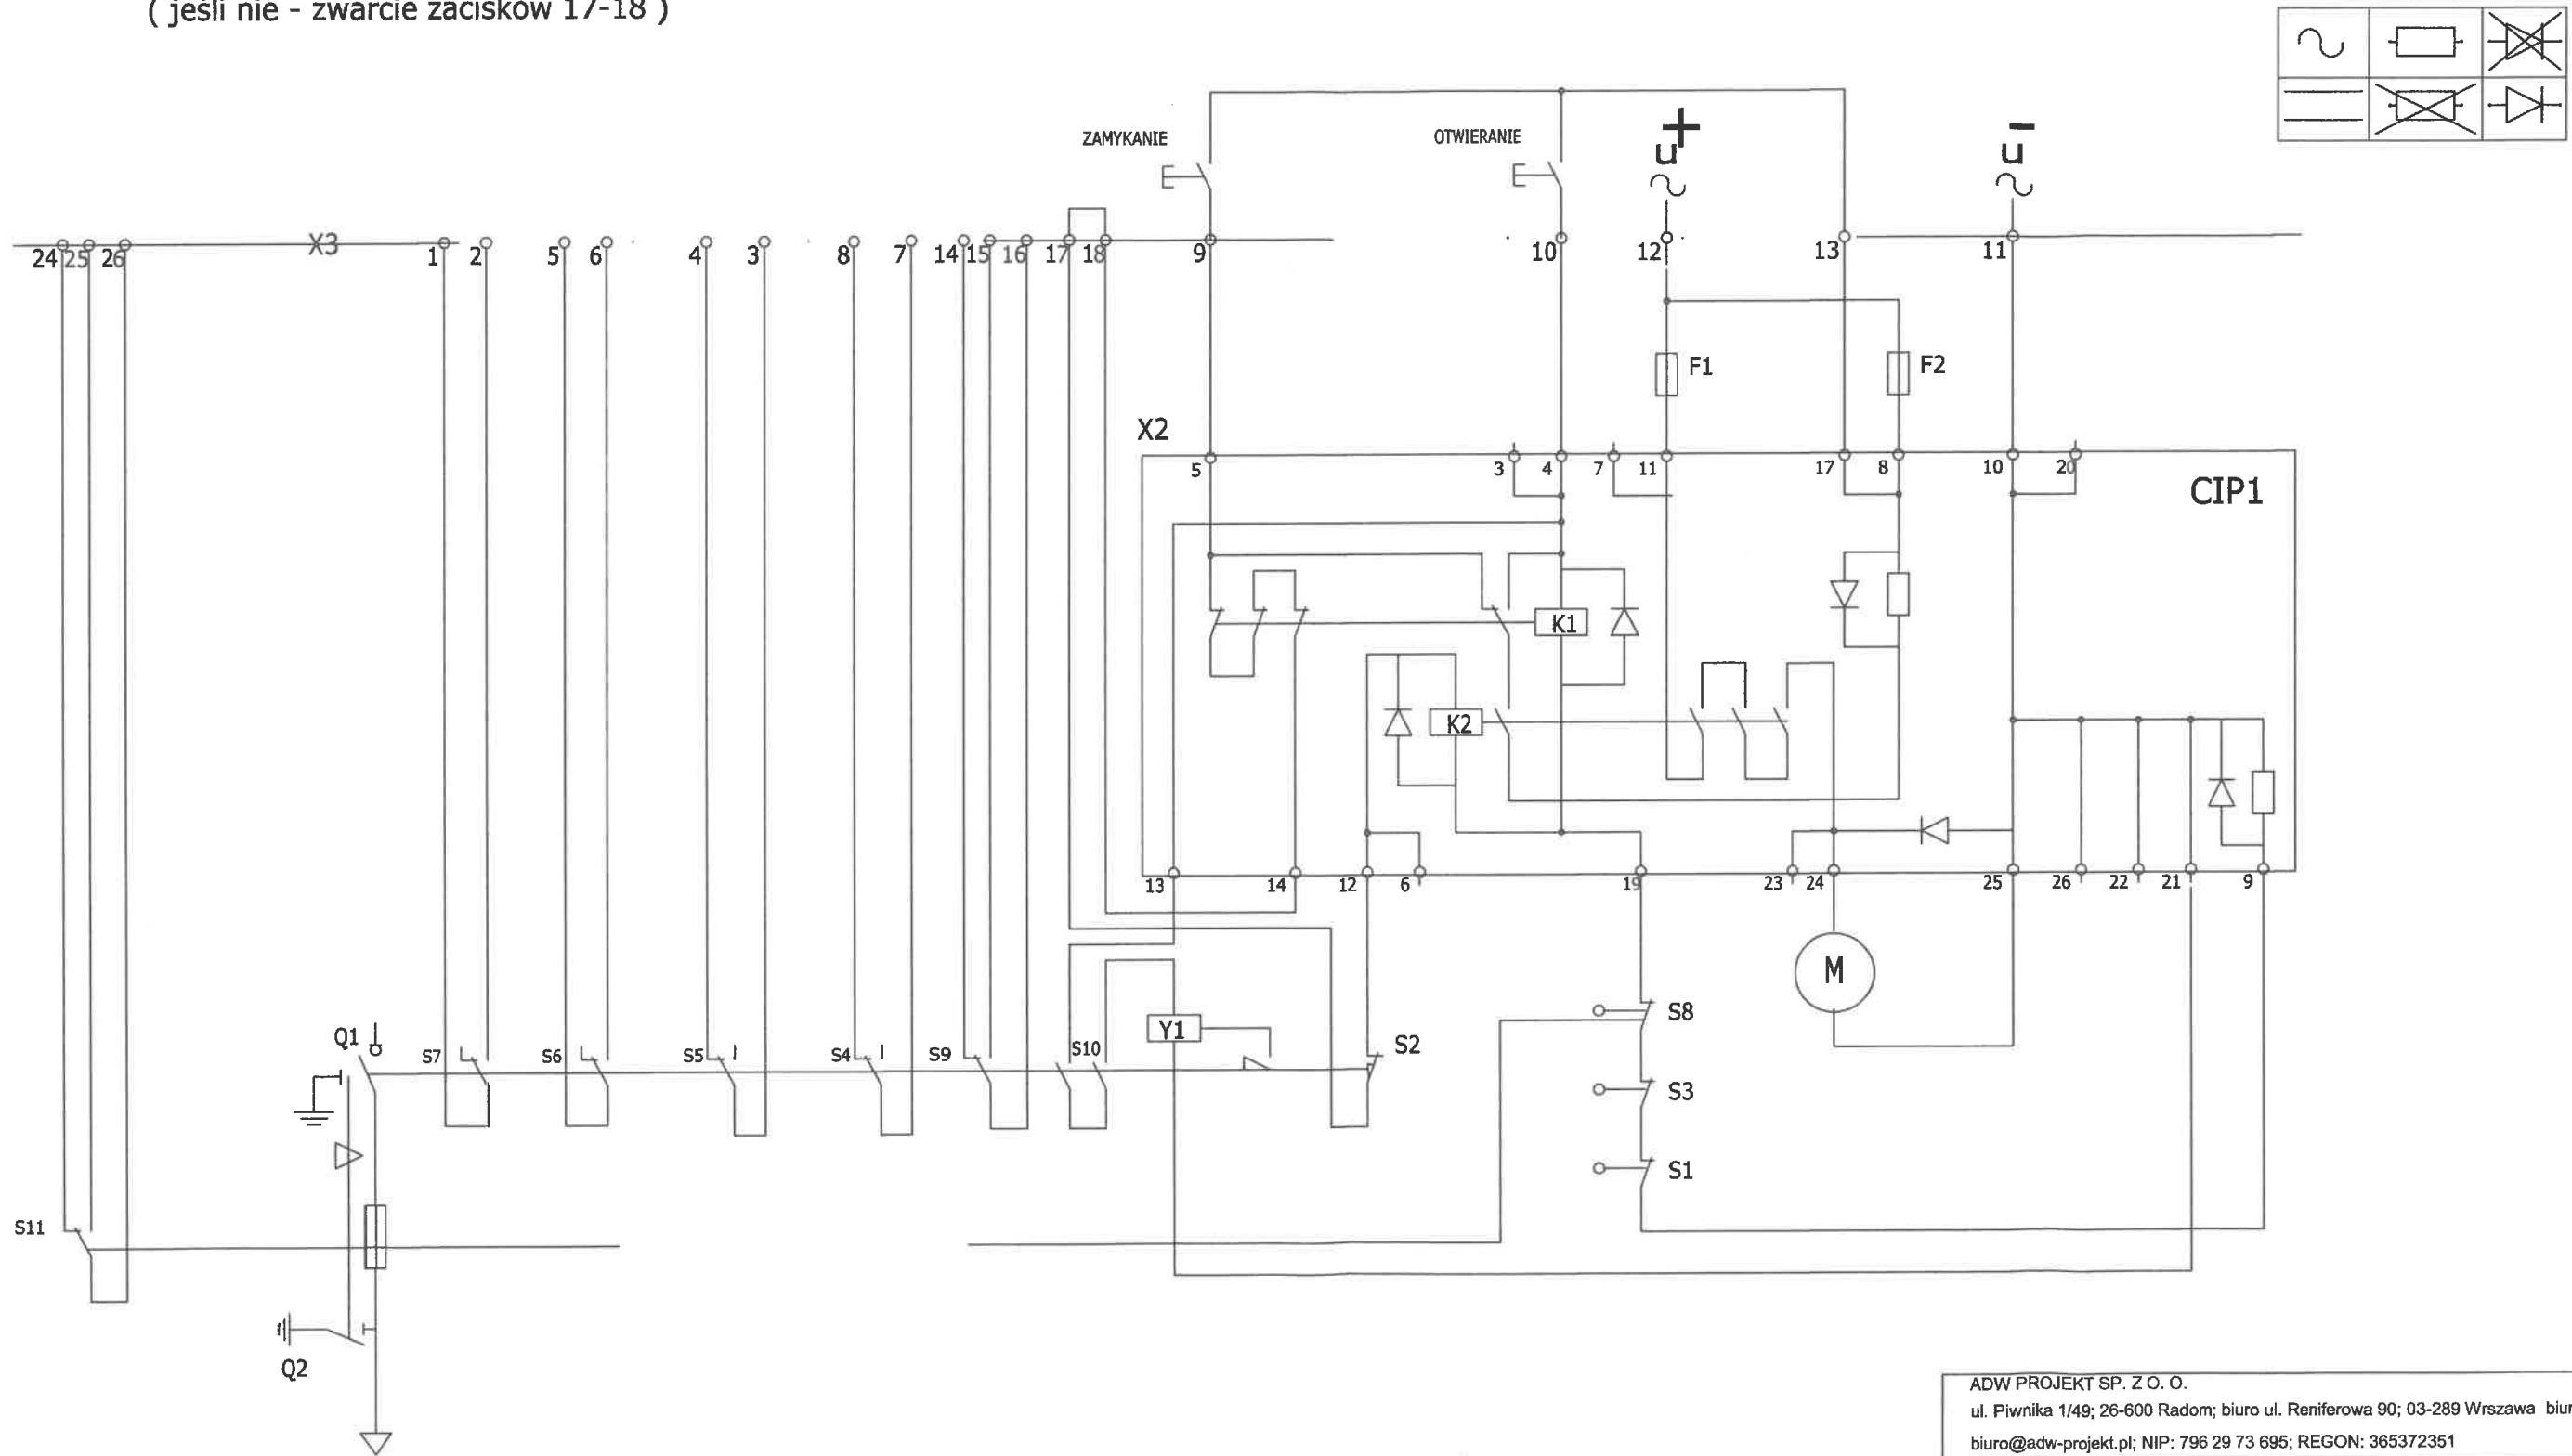 ( jeśli nie - zwarcie zacisków 17-18 )
ZAMYKANIE
OTWIERANIE
+
-
u
u
24 25 26 X3 1 2 5 6 4 3 8 7 14 15 16 17 18 9 10 12 13 11
F1
F2
X2
5 3 4 7 11 17 8 10 20
CIP1
K1
K2
13 14 12 6 19 23 24 25 26 22 21 9
M
Q1
S7
S6
S5
S4
S9
S10
Y1
S2
S8
S3
S1
S11
Q2
ADW PROJEKT SP. Z O. O.
ul. Piwnika 1/49; 26-600 Radom; biuro ul. Reniferowa 90; 03-289 Wrszawa biur
biuro@adw-projekt.pl; NIP: 796 29 73 695; REGON: 365372351